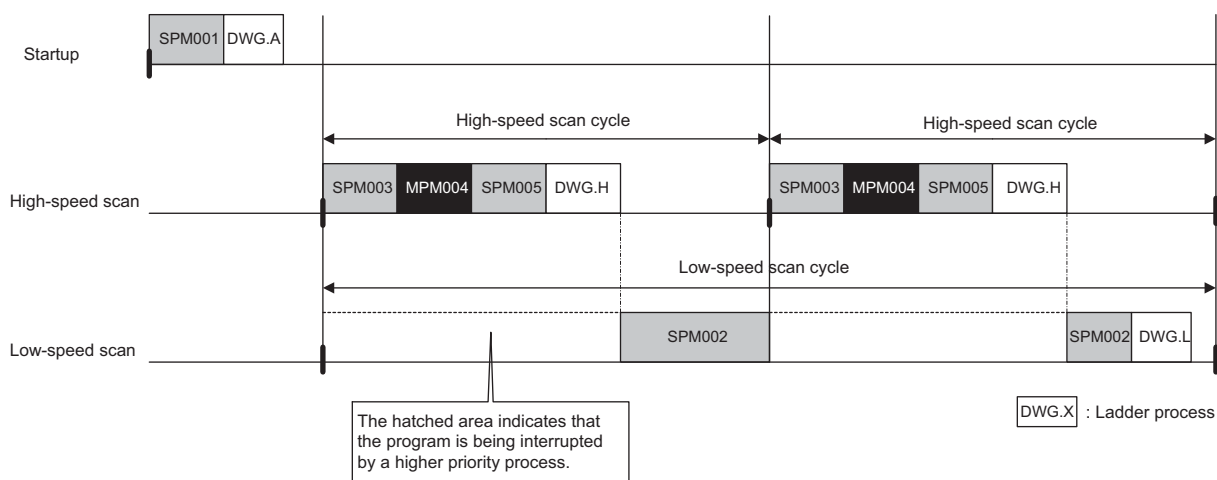 SPM001 DWG.A
Startup
High-speed scan cycle High-speed scan cycle
SPM003 MPM004 SPM005 DWG.H SPM003 MPM004 SPM005 DWG.H
High-speed scan
Low-speed scan cycle
SPM002 SPM002 DWG.L
Low-speed scan
The hatched area indicates that
the program is being interrupted
by a higher priority process.
DWG.X : Ladder process